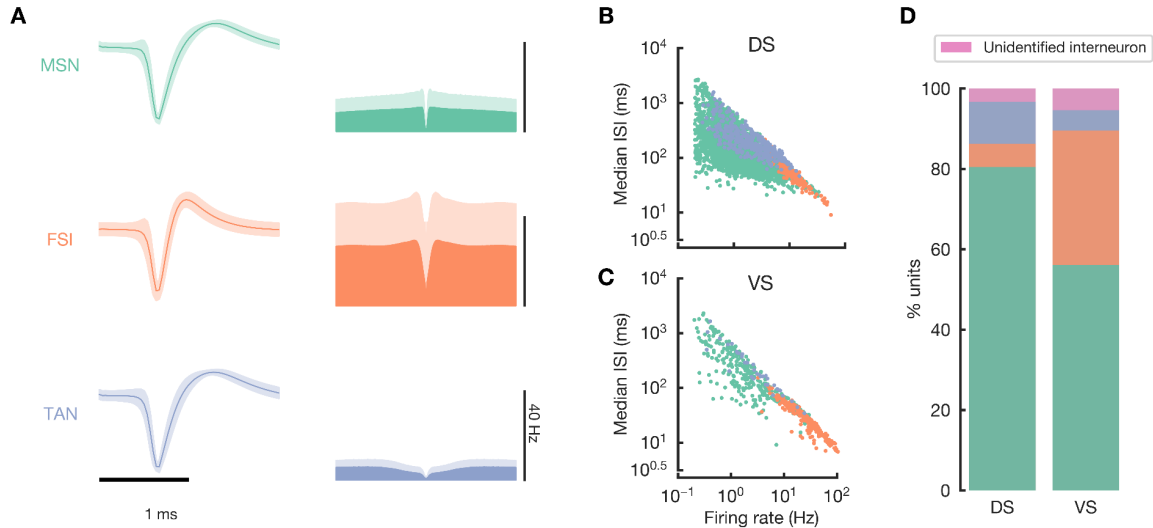 A
MSN
FSI
TAN
1 ms
40 Hz
B
DS
Median ISI (ms)
10^4
10^3
10^2
10^1
10^0.5
C
VS
Median ISI (ms)
10^4
10^3
10^2
10^1
10^0.5
10^−1
10^0
10^1
10^2
Firing rate (Hz)
D
Unidentified interneuron
% units
100
80
60
40
20
0
DS
VS